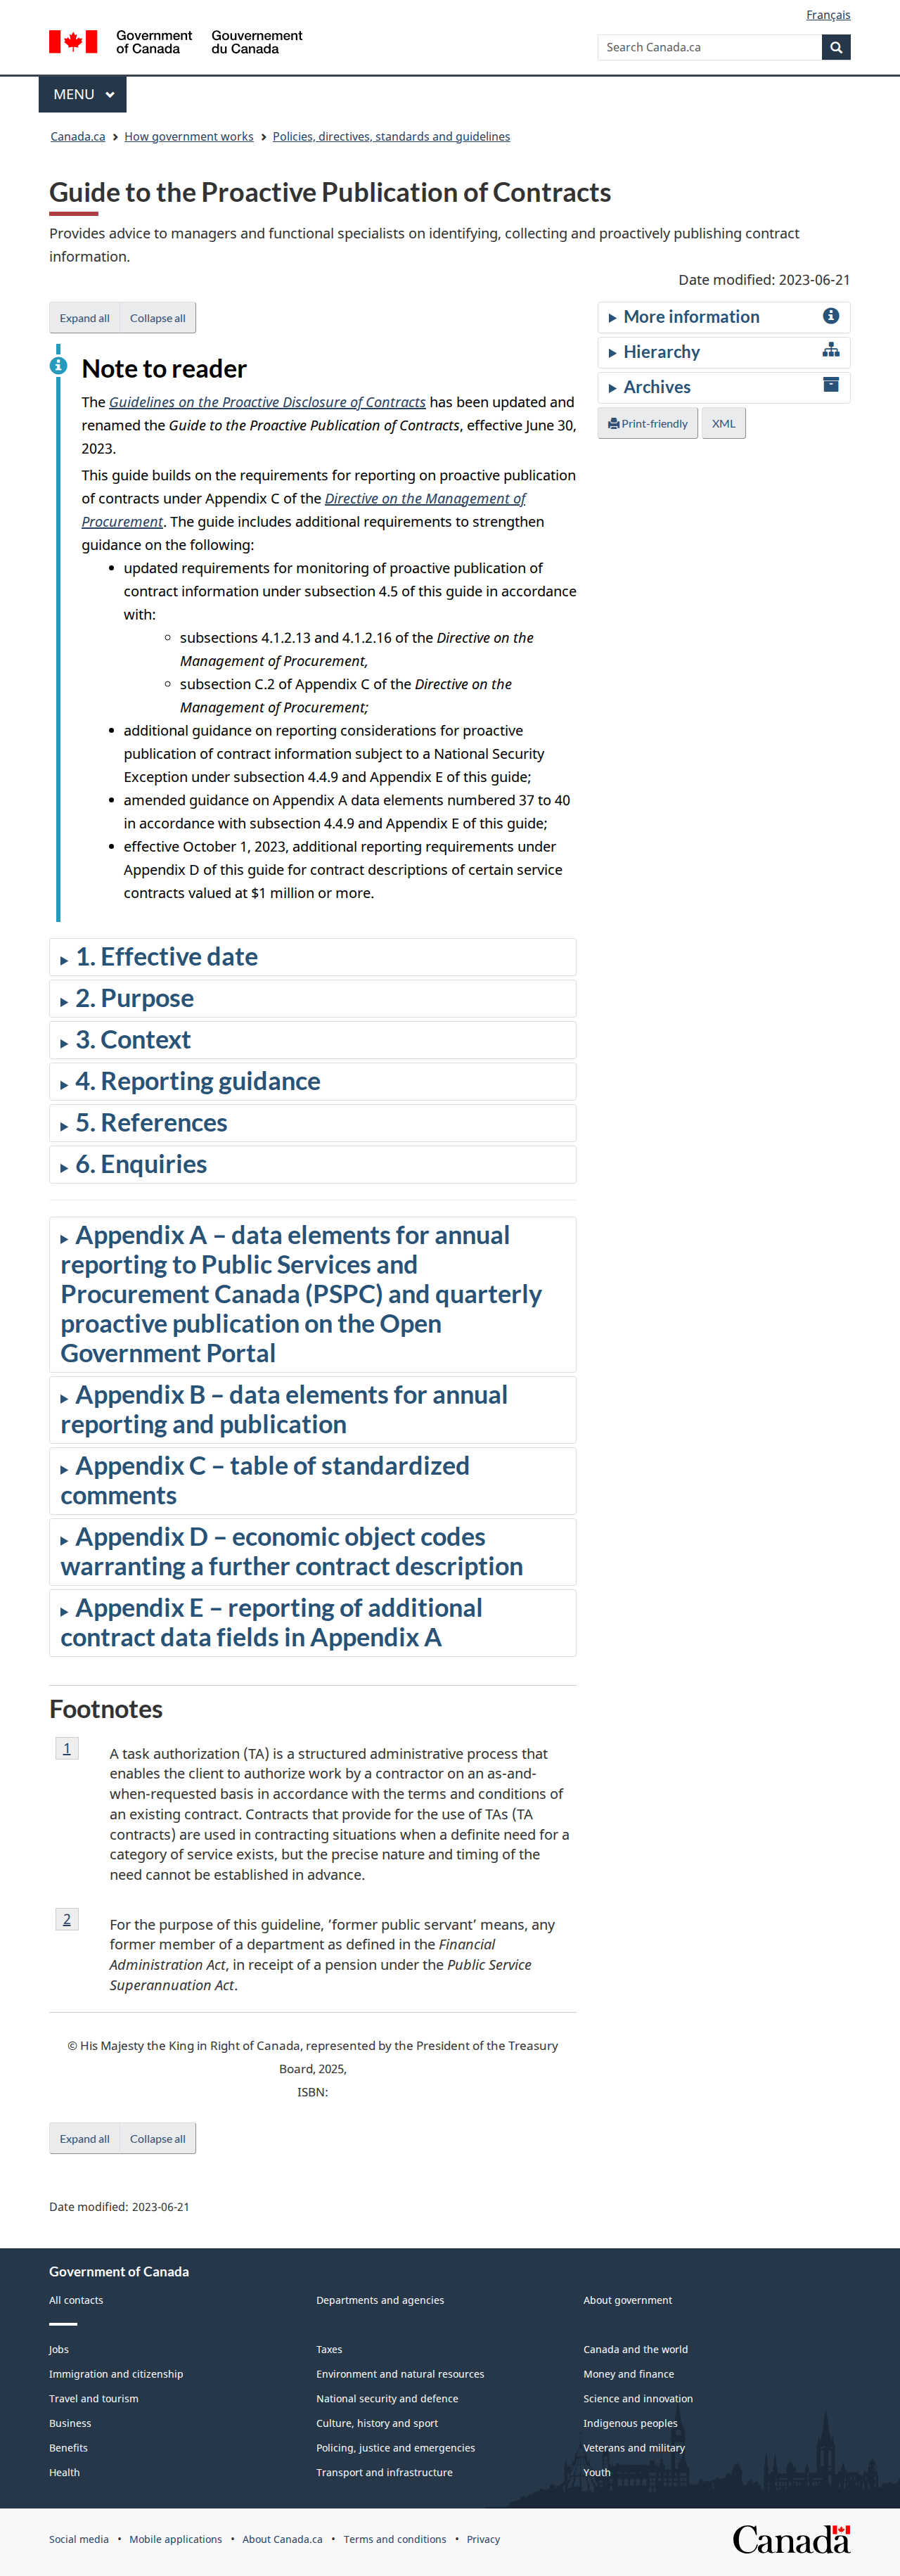 Français
Government of Canada
Gouvernement du Canada
Search Canada.ca
MENU
Canada.ca
How government works
Policies, directives, standards and guidelines
Guide to the Proactive Publication of Contracts
Provides advice to managers and functional specialists on identifying, collecting and proactively publishing contract
information.
Date modified: 2023-06-21
Expand all
Collapse all
More information
Hierarchy
Archives
Print-friendly
XML
Note to reader
The Guidelines on the Proactive Disclosure of Contracts has been updated and
renamed the Guide to the Proactive Publication of Contracts, effective June 30,
2023.
This guide builds on the requirements for reporting on proactive publication
of contracts under Appendix C of the Directive on the Management of
Procurement. The guide includes additional requirements to strengthen
guidance on the following:
• updated requirements for monitoring of proactive publication of
contract information under subsection 4.5 of this guide in accordance
with:
◦ subsections 4.1.2.13 and 4.1.2.16 of the Directive on the
Management of Procurement,
◦ subsection C.2 of Appendix C of the Directive on the
Management of Procurement;
• additional guidance on reporting considerations for proactive
publication of contract information subject to a National Security
Exception under subsection 4.4.9 and Appendix E of this guide;
• amended guidance on Appendix A data elements numbered 37 to 40
in accordance with subsection 4.4.9 and Appendix E of this guide;
• effective October 1, 2023, additional reporting requirements under
Appendix D of this guide for contract descriptions of certain service
contracts valued at $1 million or more.
1. Effective date
2. Purpose
3. Context
4. Reporting guidance
5. References
6. Enquiries
Appendix A – data elements for annual
reporting to Public Services and
Procurement Canada (PSPC) and quarterly
proactive publication on the Open
Government Portal
Appendix B – data elements for annual
reporting and publication
Appendix C – table of standardized
comments
Appendix D – economic object codes
warranting a further contract description
Appendix E – reporting of additional
contract data fields in Appendix A
Footnotes
1
A task authorization (TA) is a structured administrative process that
enables the client to authorize work by a contractor on an as-and-
when-requested basis in accordance with the terms and conditions of
an existing contract. Contracts that provide for the use of TAs (TA
contracts) are used in contracting situations when a definite need for a
category of service exists, but the precise nature and timing of the
need cannot be established in advance.
2
For the purpose of this guideline, ’former public servant’ means, any
former member of a department as defined in the Financial
Administration Act, in receipt of a pension under the Public Service
Superannuation Act.
© His Majesty the King in Right of Canada, represented by the President of the Treasury
Board, 2025,
ISBN:
Expand all
Collapse all
Date modified: 2023-06-21
Government of Canada
All contacts
Departments and agencies
About government
Jobs
Taxes
Canada and the world
Immigration and citizenship
Environment and natural resources
Money and finance
Travel and tourism
National security and defence
Science and innovation
Business
Culture, history and sport
Indigenous peoples
Benefits
Policing, justice and emergencies
Veterans and military
Health
Transport and infrastructure
Youth
Social media • Mobile applications • About Canada.ca • Terms and conditions • Privacy
Canada